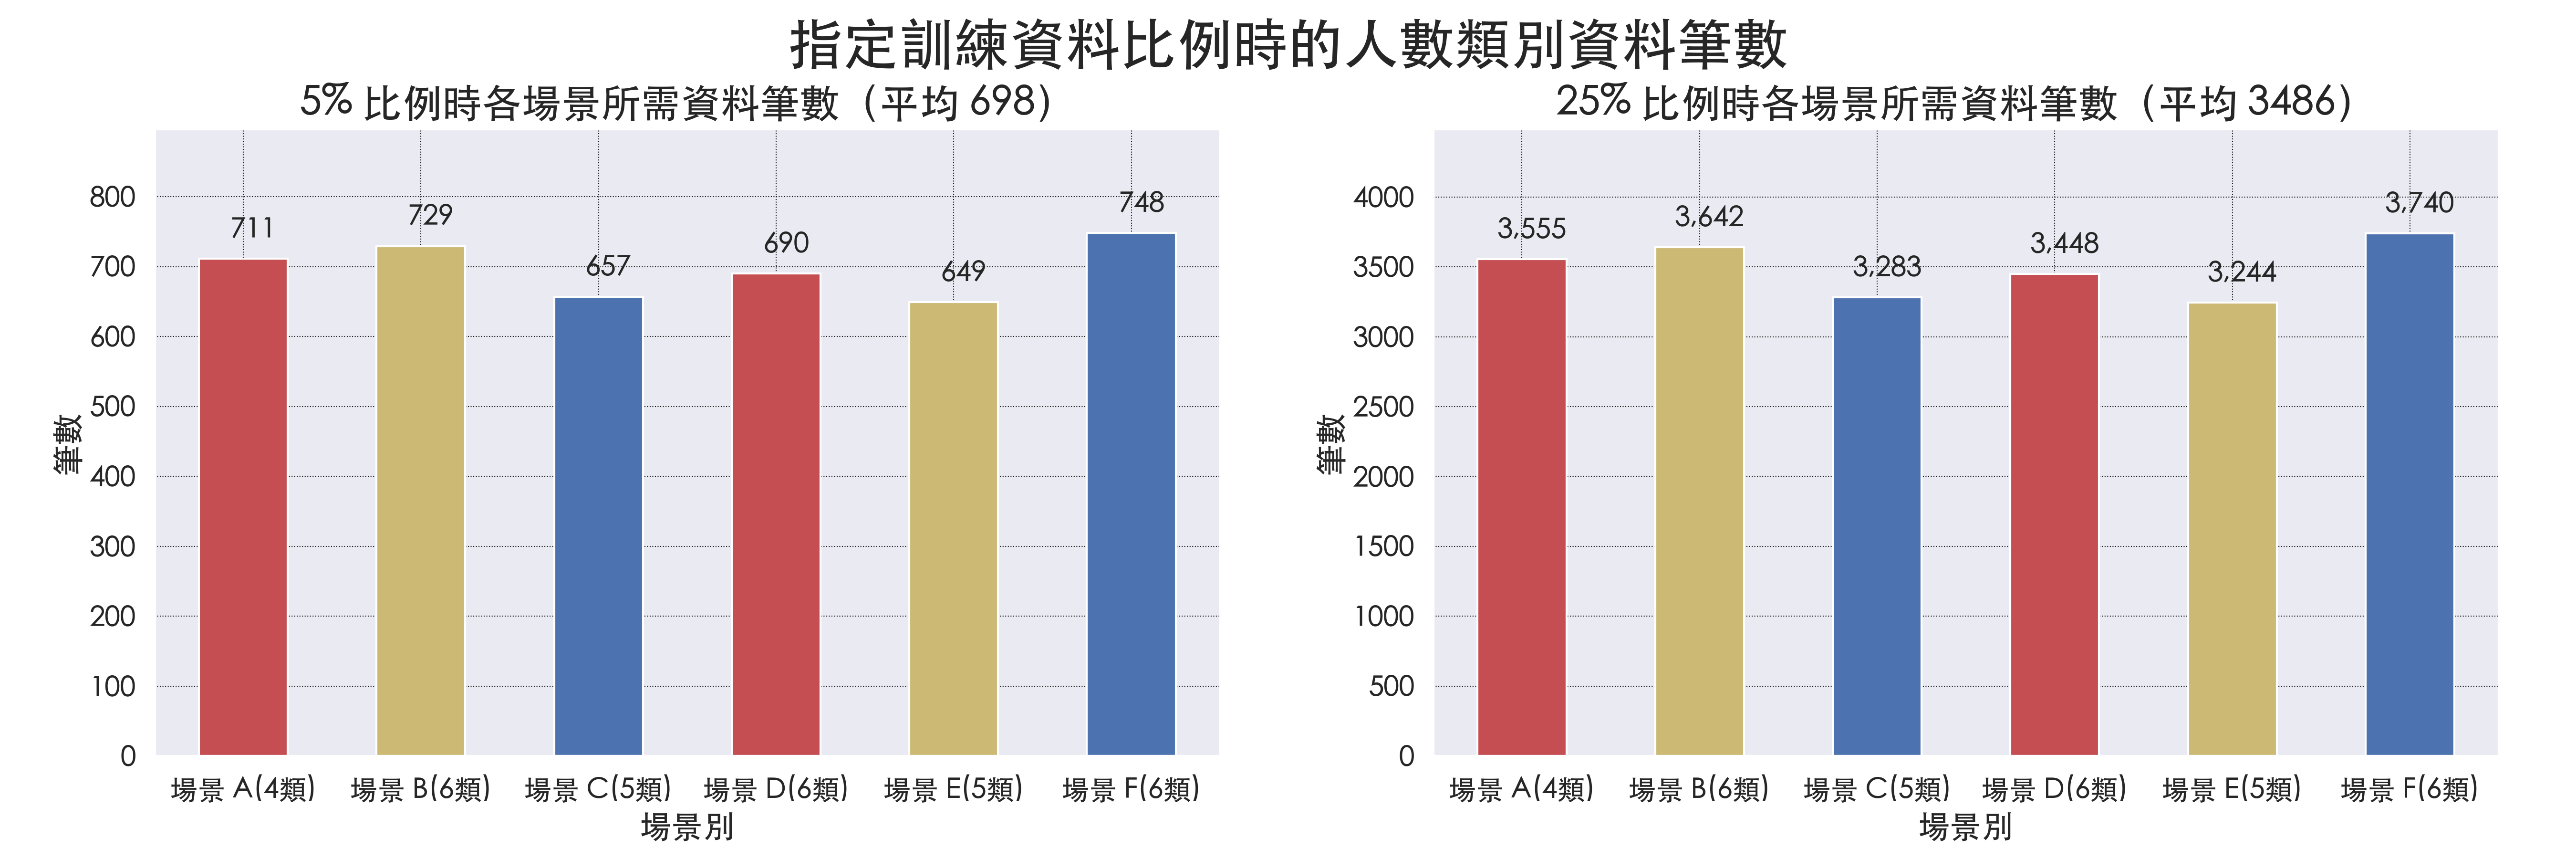 指定訓練資料比例時的人數類別資料筆數
5% 比例時各場景所需資料筆數（平均 698）
筆數
800
700
600
500
400
300
200
100
0
711
729
657
690
649
748
場景 A(4類)
場景 B(6類)
場景 C(5類)
場景 D(6類)
場景 E(5類)
場景 F(6類)
場景別
25% 比例時各場景所需資料筆數（平均 3486）
筆數
4000
3500
3000
2500
2000
1500
1000
500
0
3,555
3,642
3,283
3,448
3,244
3,740
場景 A(4類)
場景 B(6類)
場景 C(5類)
場景 D(6類)
場景 E(5類)
場景 F(6類)
場景別